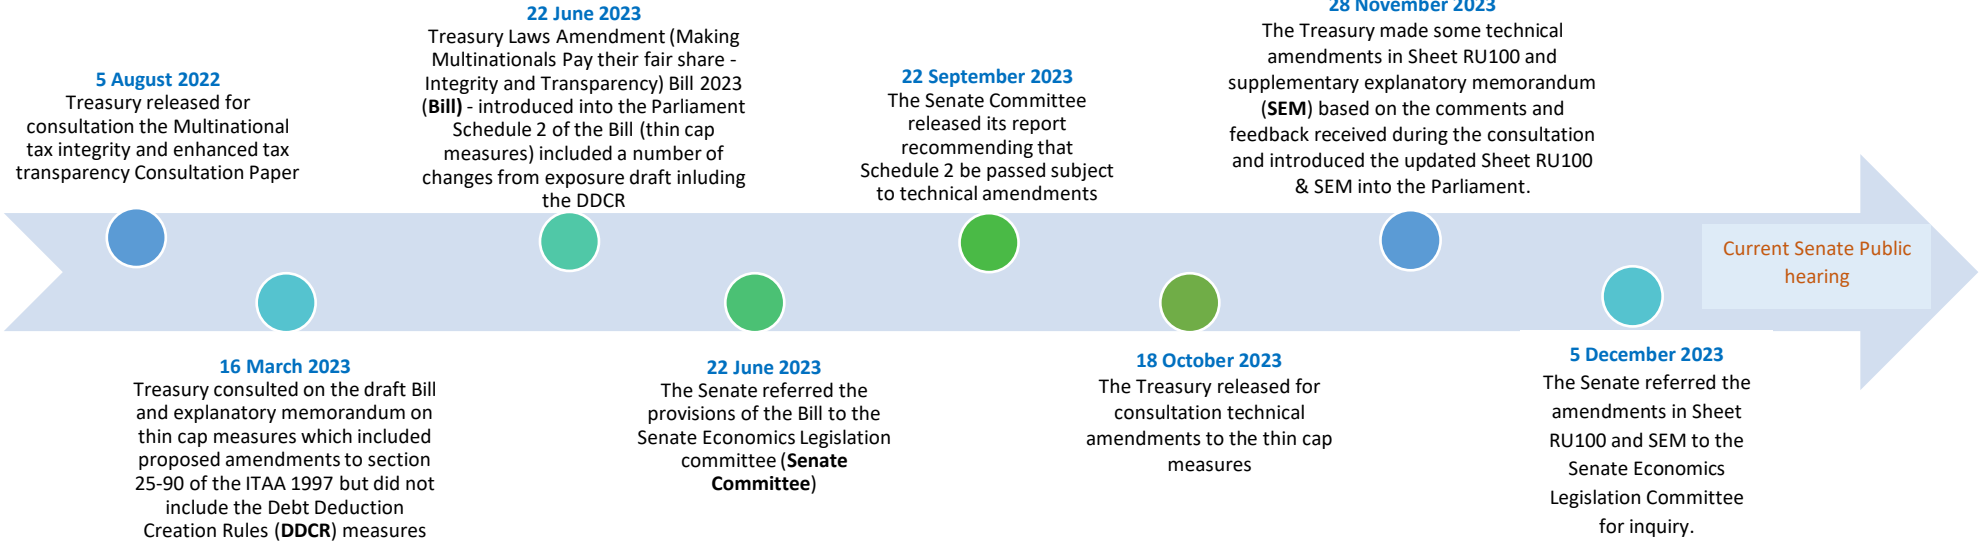 5 August 2022
Treasury released for
consultation the Multinational
tax integrity and enhanced tax
transparency Consultation Paper
16 March 2023
Treasury consulted on the draft Bill
and explanatory memorandum on
thin cap measures which included
proposed amendments to section
25-90 of the ITAA 1997 but did not
include the Debt Deduction
Creation Rules (DDCR) measures
22 June 2023
Treasury Laws Amendment (Making
Multinationals Pay their fair share -
Integrity and Transparency) Bill 2023
(Bill) - introduced into the Parliament
Schedule 2 of the Bill (thin cap
measures) included a number of
changes from exposure draft inluding
the DDCR
22 June 2023
The Senate referred the
provisions of the Bill to the
Senate Economics Legislation
committee (Senate
Committee)
22 September 2023
The Senate Committee
released its report
recommending that
Schedule 2 be passed subject
to technical amendments
18 October 2023
The Treasury released for
consultation technical
amendments to the thin cap
measures
28 November 2023
The Treasury made some technical
amendments in Sheet RU100 and
supplementary explanatory memorandum
(SEM) based on the comments and
feedback received during the consultation
and introduced the updated Sheet RU100
& SEM into the Parliament.
5 December 2023
The Senate referred the
amendments in Sheet
RU100 and SEM to the
Senate Economics
Legislation Committee
for inquiry.
Current Senate Public
hearing